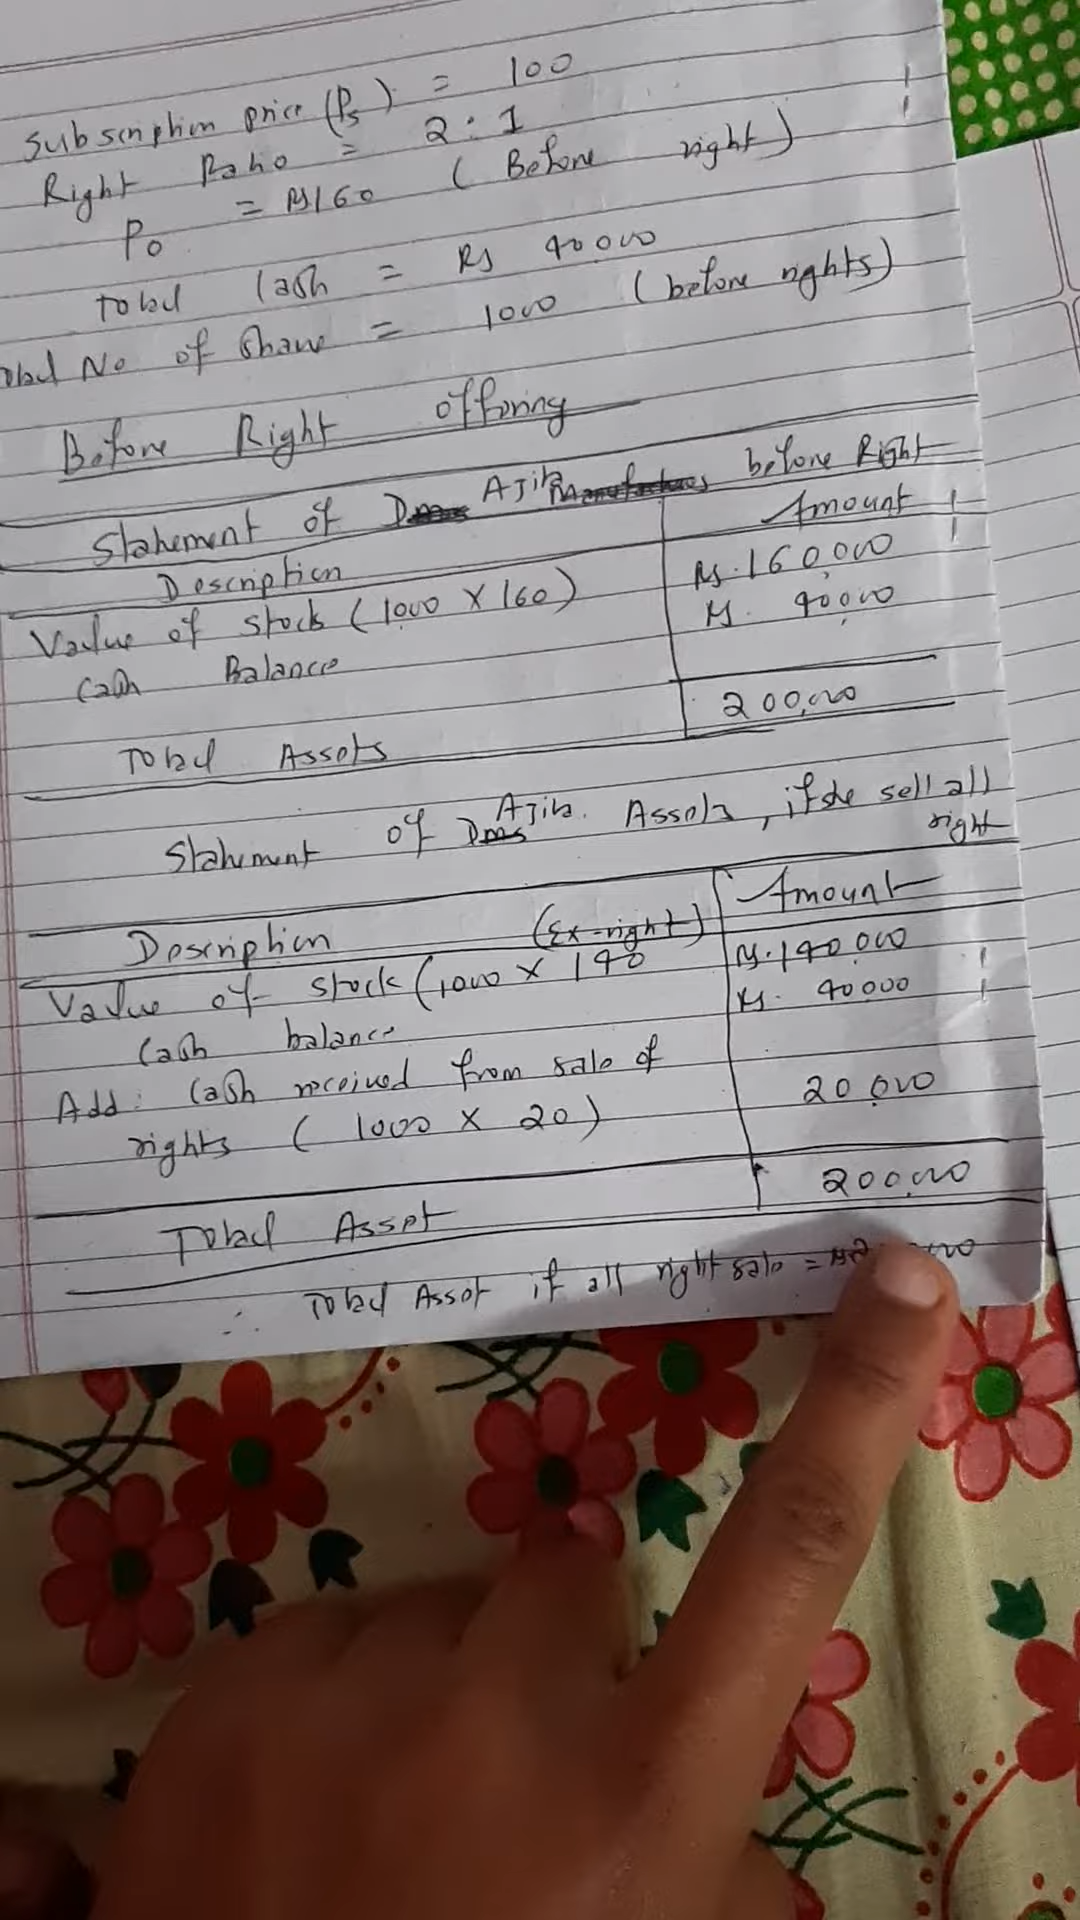 Subscription price (Ps) = 100
Right Ratio = 2 : 1
Po = Rs160 (Before right)
Total Cash = Rs 40000
Total No of Share = 1000 (before rights)
Before Right Offering
Statement of Ajita before Right
Description Amount
Value of stock (1000 X 160) Rs. 160,000
Cash Balance Rs. 40,000
Total Assets 200,000
Statement of Ajita. Assets, if she sell all right
Description Amount
(Ex-right)
Value of stock (1000 X 140 Rs. 140,000
Cash balance Rs. 40000
Add: Cash received from sale of
rights ( 1000 X 20) 20,000
Total Asset 200,000
∴ Total Asset if all right sale =